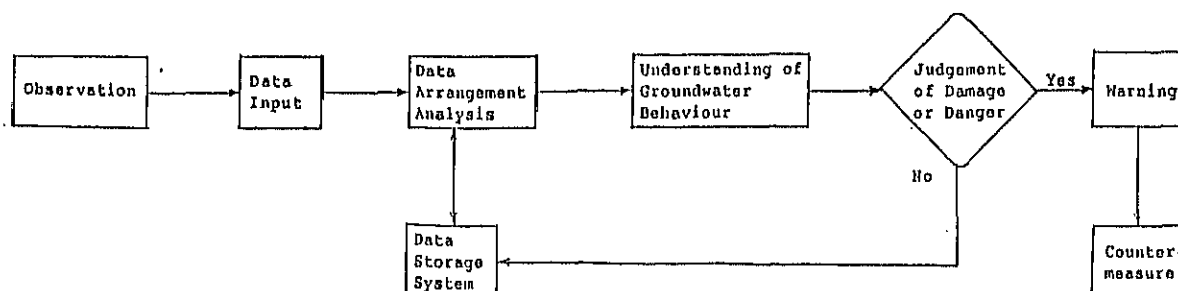 Observation
Data
Input
Data
Arrangement
Analysis
Understanding of
Groundwater
Behaviour
Judgement
of Damage
or Danger
Yes
Warning
No
Data
Storage
System
Counter-
measure